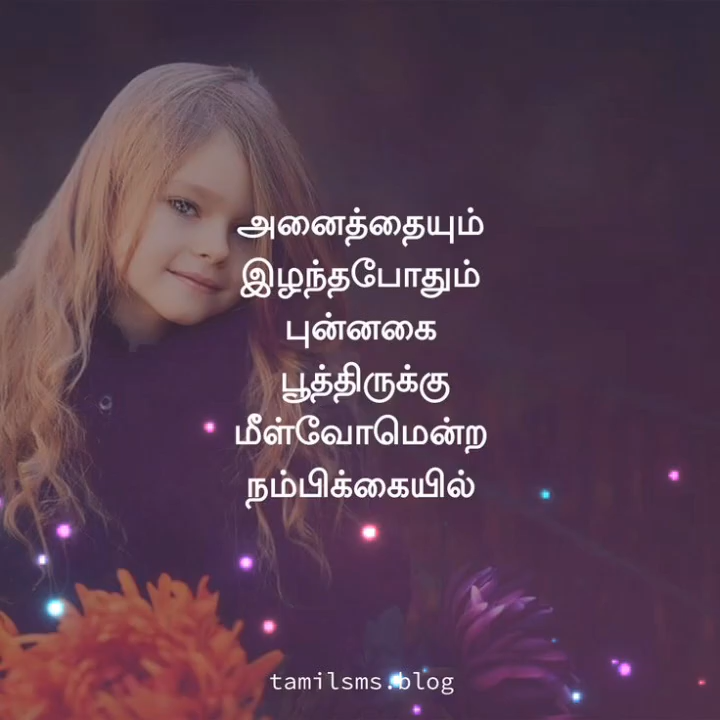 அனைத்தையும்
இழந்தபோதும்
புன்னகை
பூத்திருக்கு
மீள்வோமென்ற
நம்பிக்கையில்
tamilsms.blog